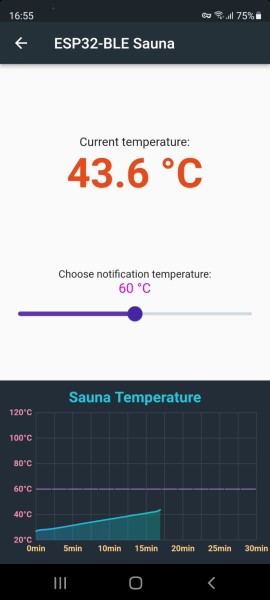 16:55 75%
ESP32-BLE Sauna
Current temperature:
43.6 °C
Choose notification temperature:
60 °C
Sauna Temperature
120°C
100°C
80°C
60°C
40°C
20°C
0min 5min 10min 15min 20min 25min 30min